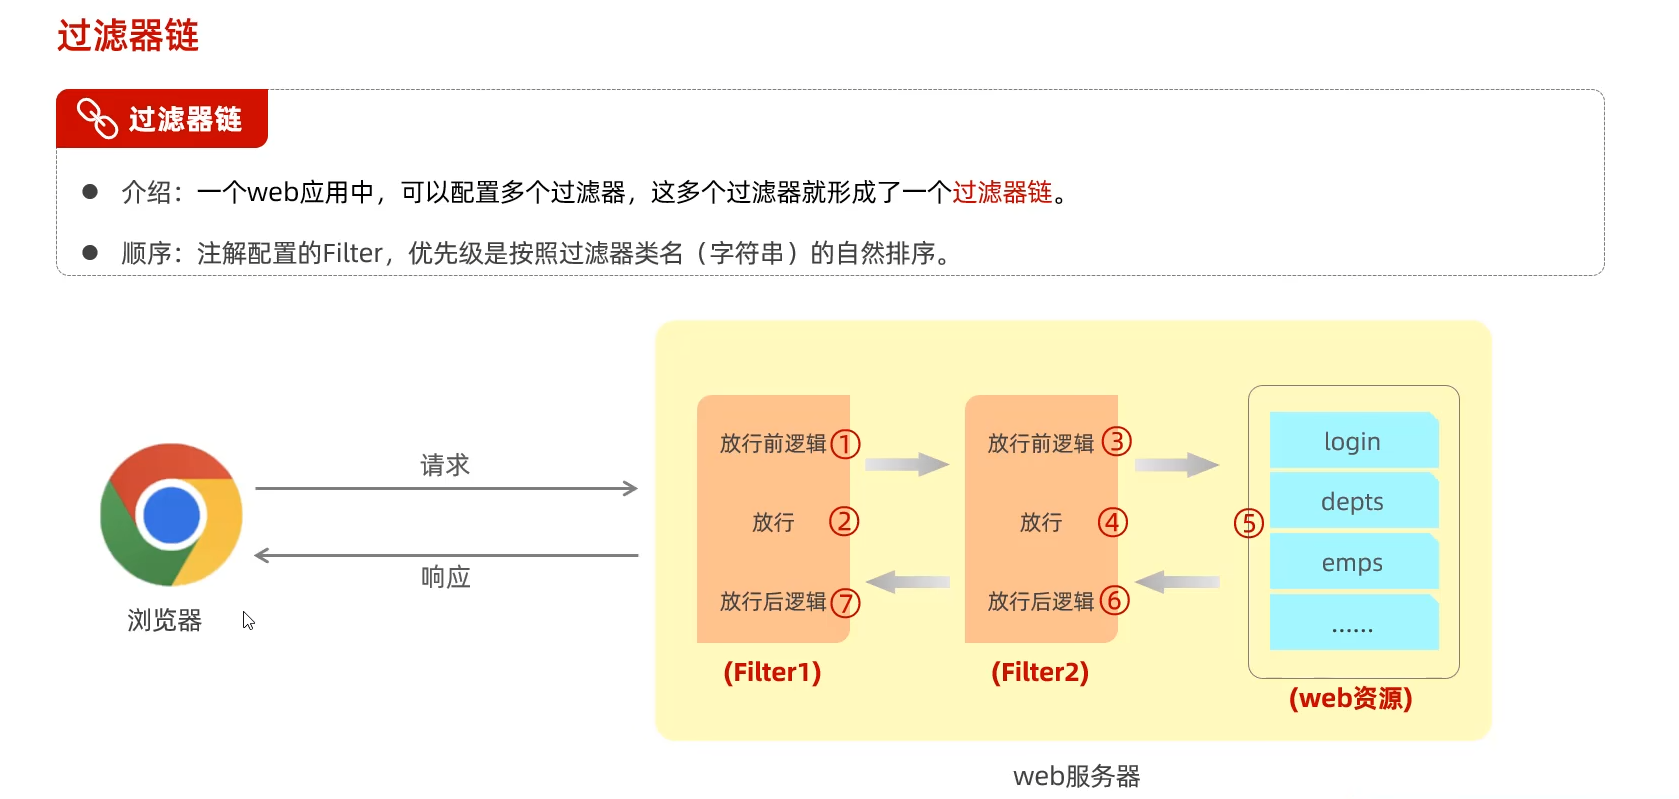 过滤器链
过滤器链
● 介绍：一个web应用中，可以配置多个过滤器，这多个过滤器就形成了一个过滤器链。
● 顺序：注解配置的Filter，优先级是按照过滤器类名（字符串）的自然排序。
请求
响应
浏览器
放行前逻辑①
放行 ②
放行后逻辑⑦
(Filter1)
放行前逻辑③
放行 ④
放行后逻辑⑥
(Filter2)
⑤
login
depts
emps
......
(web资源)
web服务器